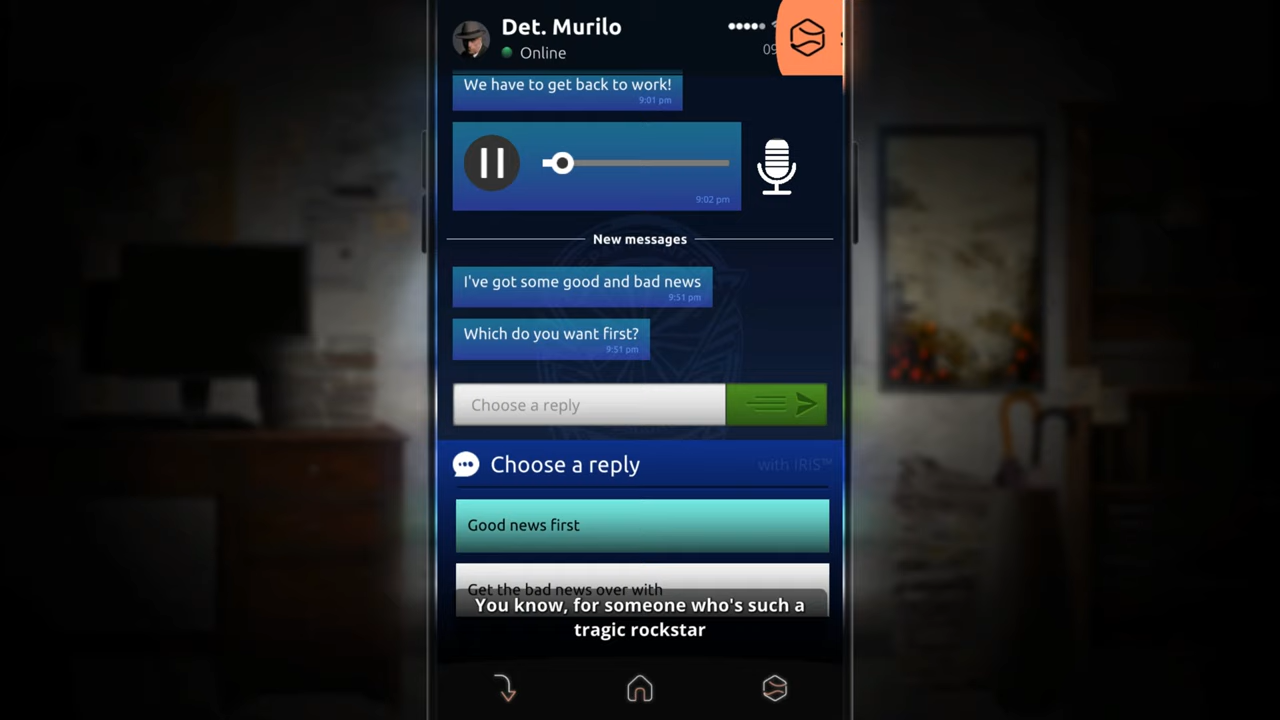 Det. Murilo
Online
09
We have to get back to work!
9:01 pm
9:02 pm
New messages
I've got some good and bad news
9:51 pm
Which do you want first?
9:51 pm
Choose a reply
Choose a reply
with IRIS™
Good news first
Get the bad news over with
You know, for someone who's such a
tragic rockstar